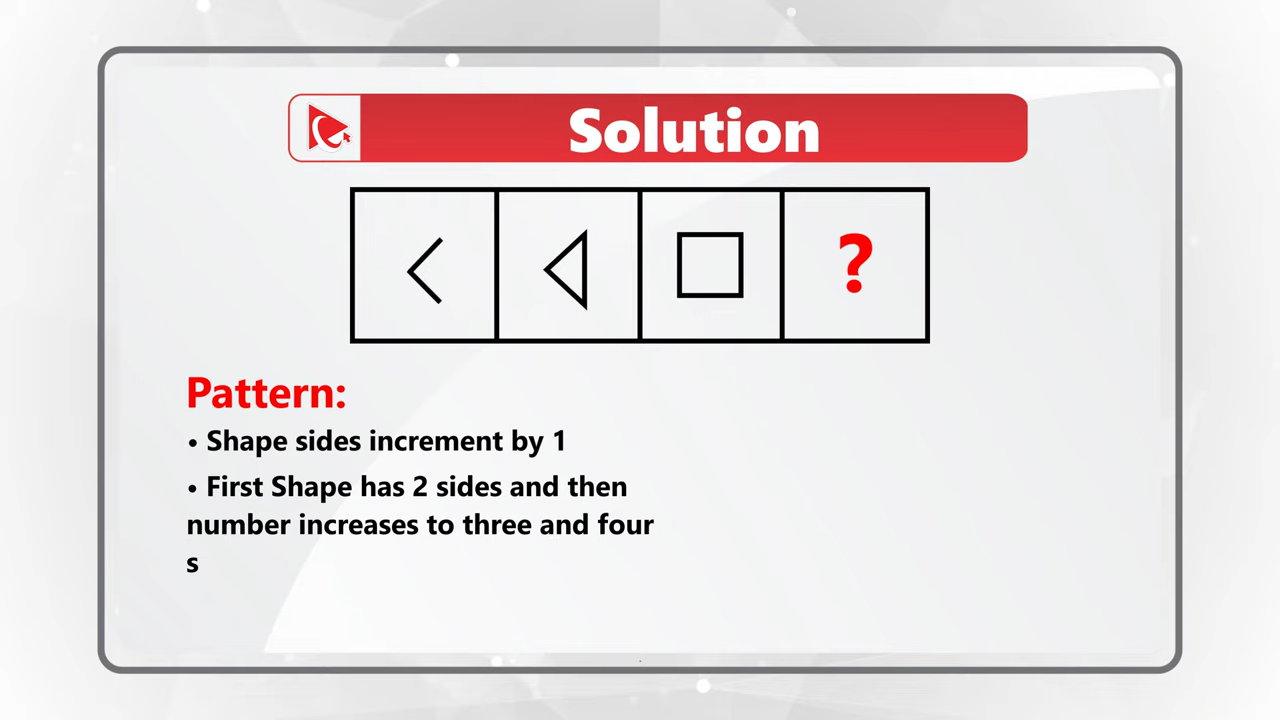 Solution
?
Pattern:
• Shape sides increment by 1
• First Shape has 2 sides and then
number increases to three and four
s